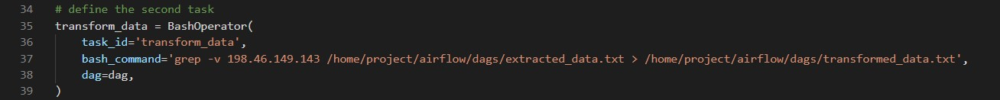 34 # define the second task
35 transform_data = BashOperator(
36     task_id='transform_data',
37     bash_command='grep -v 198.46.149.143 /home/project/airflow/dags/extracted_data.txt > /home/project/airflow/dags/transformed_data.txt',
38     dag=dag,
39 )